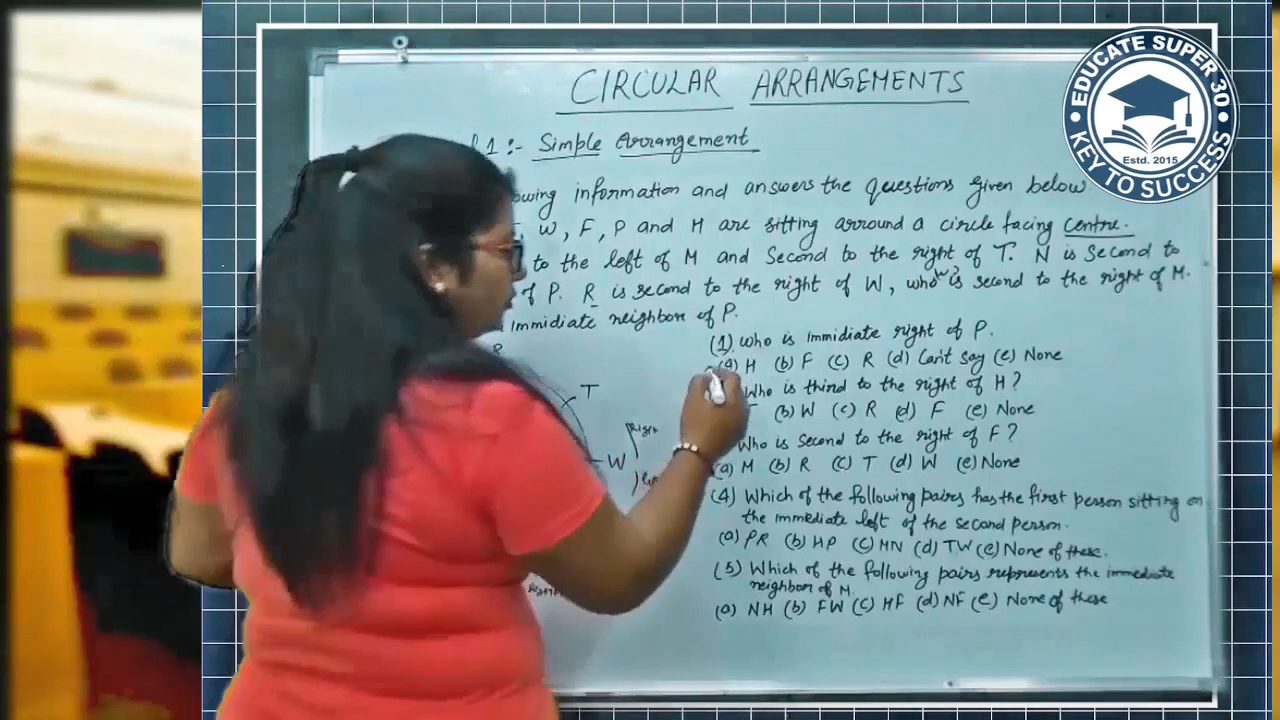 CIRCULAR ARRANGEMENTS
1:- Simple Arrangement
owing information and answers the Questions given below
W, F, P and H are sitting arround a circle facing centre.
to the left of M and Second to the right of T. N is Second to
of P. R is second to the right of W, who is second to the right of M.
immidiate neighbor of P.
(1) Who is immidiate right of P.
(a) H (b) F (c) R (d) Can't Say (e) None
Who is third to the right of H?
(b) W (c) R (d) F (e) None
Who is Second to the right of F?
(a) M (b) R (c) T (d) W (e) None
(4) Which of the following pairs has the first person sitting on
the immediate left of the second person.
(a) PR (b) HP (c) MN (d) TW (e) None of these.
(5) Which of the following pairs represents the immediate
neighbor of M.
(a) NH (b) FW (c) HF (d) NF (e) None of these
R
T
W
Right
EDUCATE SUPER 30
Estd. 2015
KEY TO SUCCESS